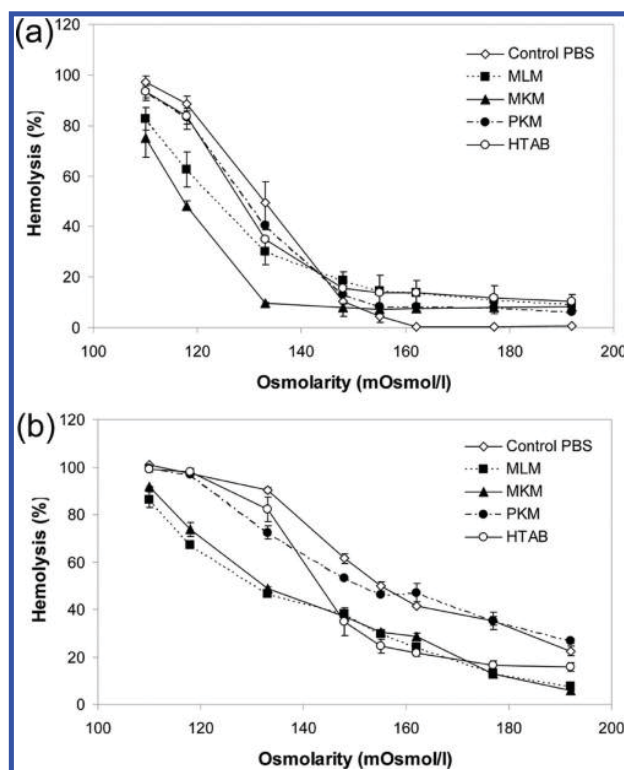 (a)
120
100
80
60
40
20
0
Hemolysis (%)
Control PBS
MLM
MKM
PKM
HTAB
100 120 140 160 180 200
Osmolarity (mOsmol/l)
(b)
120
100
80
60
40
20
0
Hemolysis (%)
Control PBS
MLM
MKM
PKM
HTAB
100 120 140 160 180 200
Osmolarity (mOsmol/l)